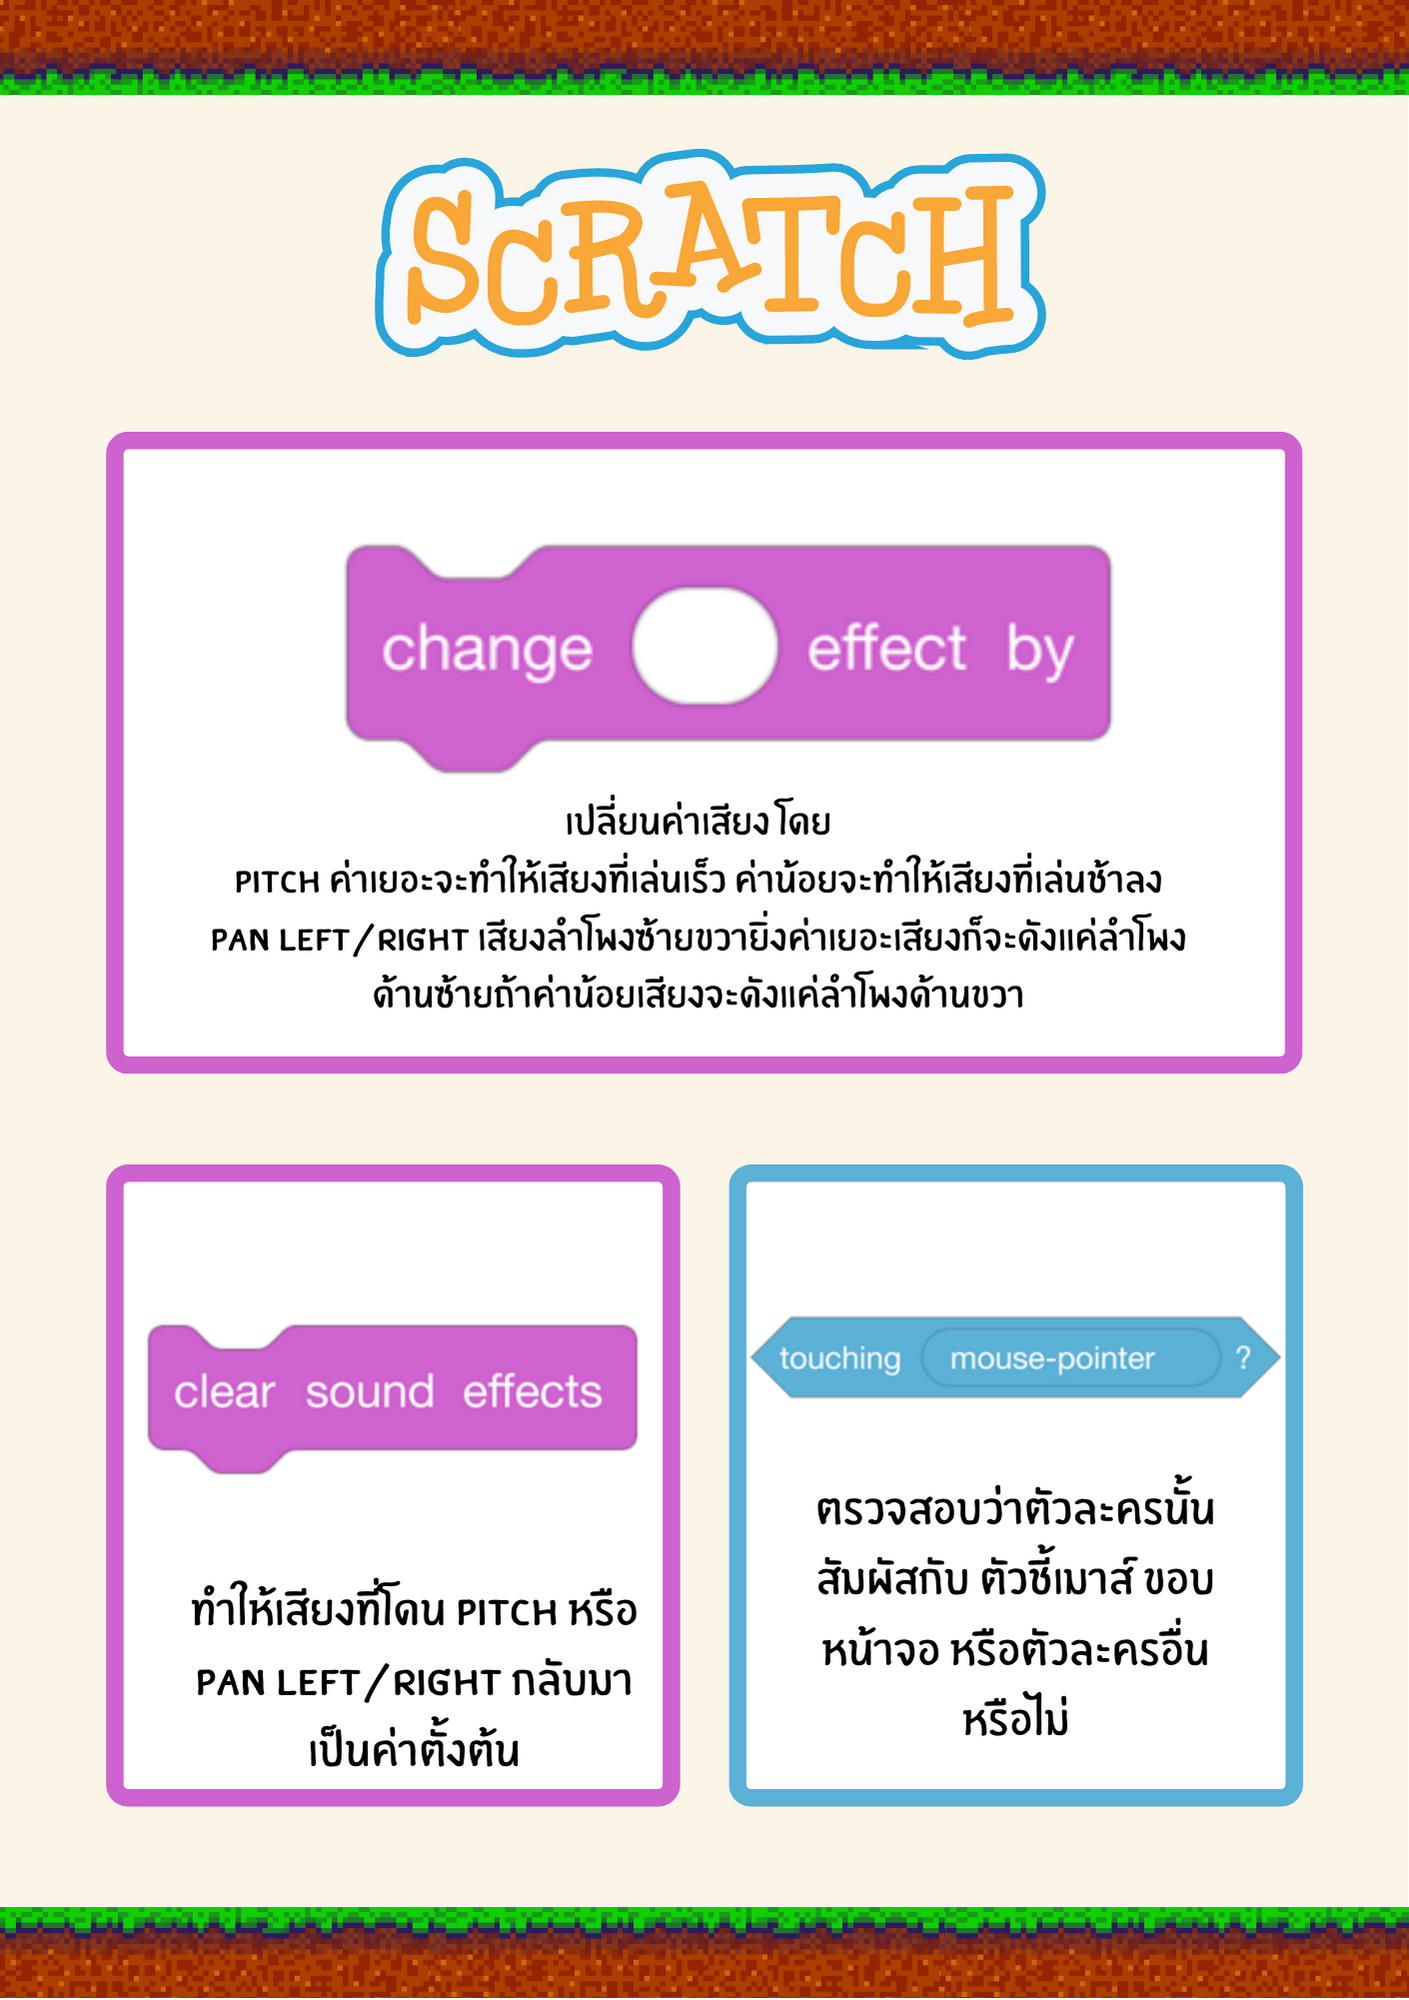 SCRATCH
change effect by
เปลี่ยนค่าเสียง โดย
PITCH ค่าเยอะจะทำให้เสียงที่เล่นเร็ว ค่าน้อยจะทำให้เสียงที่เล่นช้าลง
PAN LEFT/RIGHT เสียงลำโพงซ้ายขวายิ่งค่าเยอะเสียงก็จะดังแค่ลำโพง
ด้านซ้ายถ้าค่าน้อยเสียงจะดังแค่ลำโพงด้านขวา
clear sound effects
ทำให้เสียงที่โดน PITCH หรือ
PAN LEFT/RIGHT กลับมา
เป็นค่าตั้งต้น
touching mouse-pointer ?
ตรวจสอบว่าตัวละครนั้น
สัมผัสกับ ตัวชี้เมาส์ ขอบ
หน้าจอ หรือตัวละครอื่น
หรือไม่